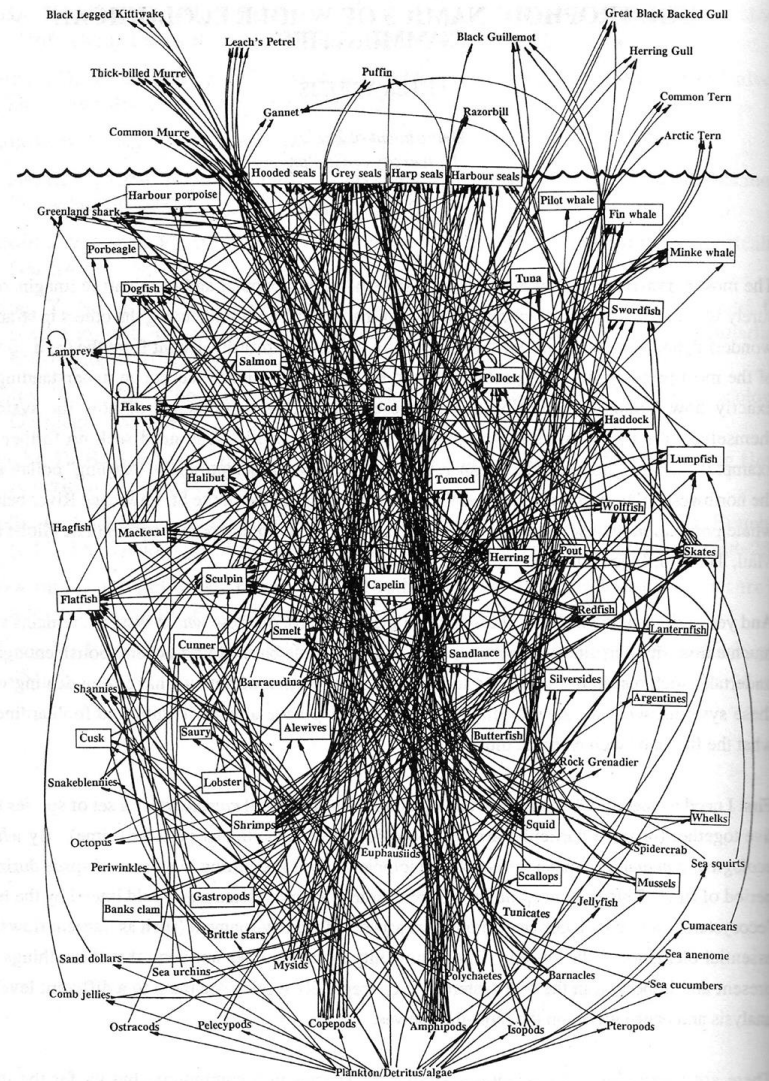 Black Legged Kittiwake
Great Black Backed Gull
Leach's Petrel
Black Guillemot
Herring Gull
Thick-billed Murre
Puffin
Common Tern
Gannet
Razorbill
Common Murre
Arctic Tern
Hooded seals
Grey seals
Harp seals
Harbour seals
Harbour porpoise
Pilot whale
Greenland shark
Fin whale
Porbeagle
Minke whale
Dogfish
Tuna
Swordfish
Lamprey
Salmon
Pollock
Hakes
Cod
Haddock
Lumpfish
Halibut
Tomcod
Wolffish
Hagfish
Mackeral
Herring
Pout
Skates
Sculpin
Capelin
Flatfish
Redfish
Smelt
Lanternfish
Cunner
Sandlance
Barracudinas
Silversides
Shannies
Argentines
Cusk
Saury
Alewives
Butterfish
Rock Grenadier
Snakeblennies
Lobster
Shrimps
Squid
Whelks
Octopus
Euphausiids
Spidercrab
Sea squirts
Periwinkles
Scallops
Mussels
Gastropods
Jellyfish
Banks clam
Tunicates
Cumaceans
Brittle stars
Sand dollars
Sea urchins
Mysids
Polychaetes
Barnacles
Sea anenome
Comb jellies
Sea cucumbers
Ostracods
Pelecypods
Copepods
Amphipods
Isopods
Pteropods
Plankton/Detritus/algae